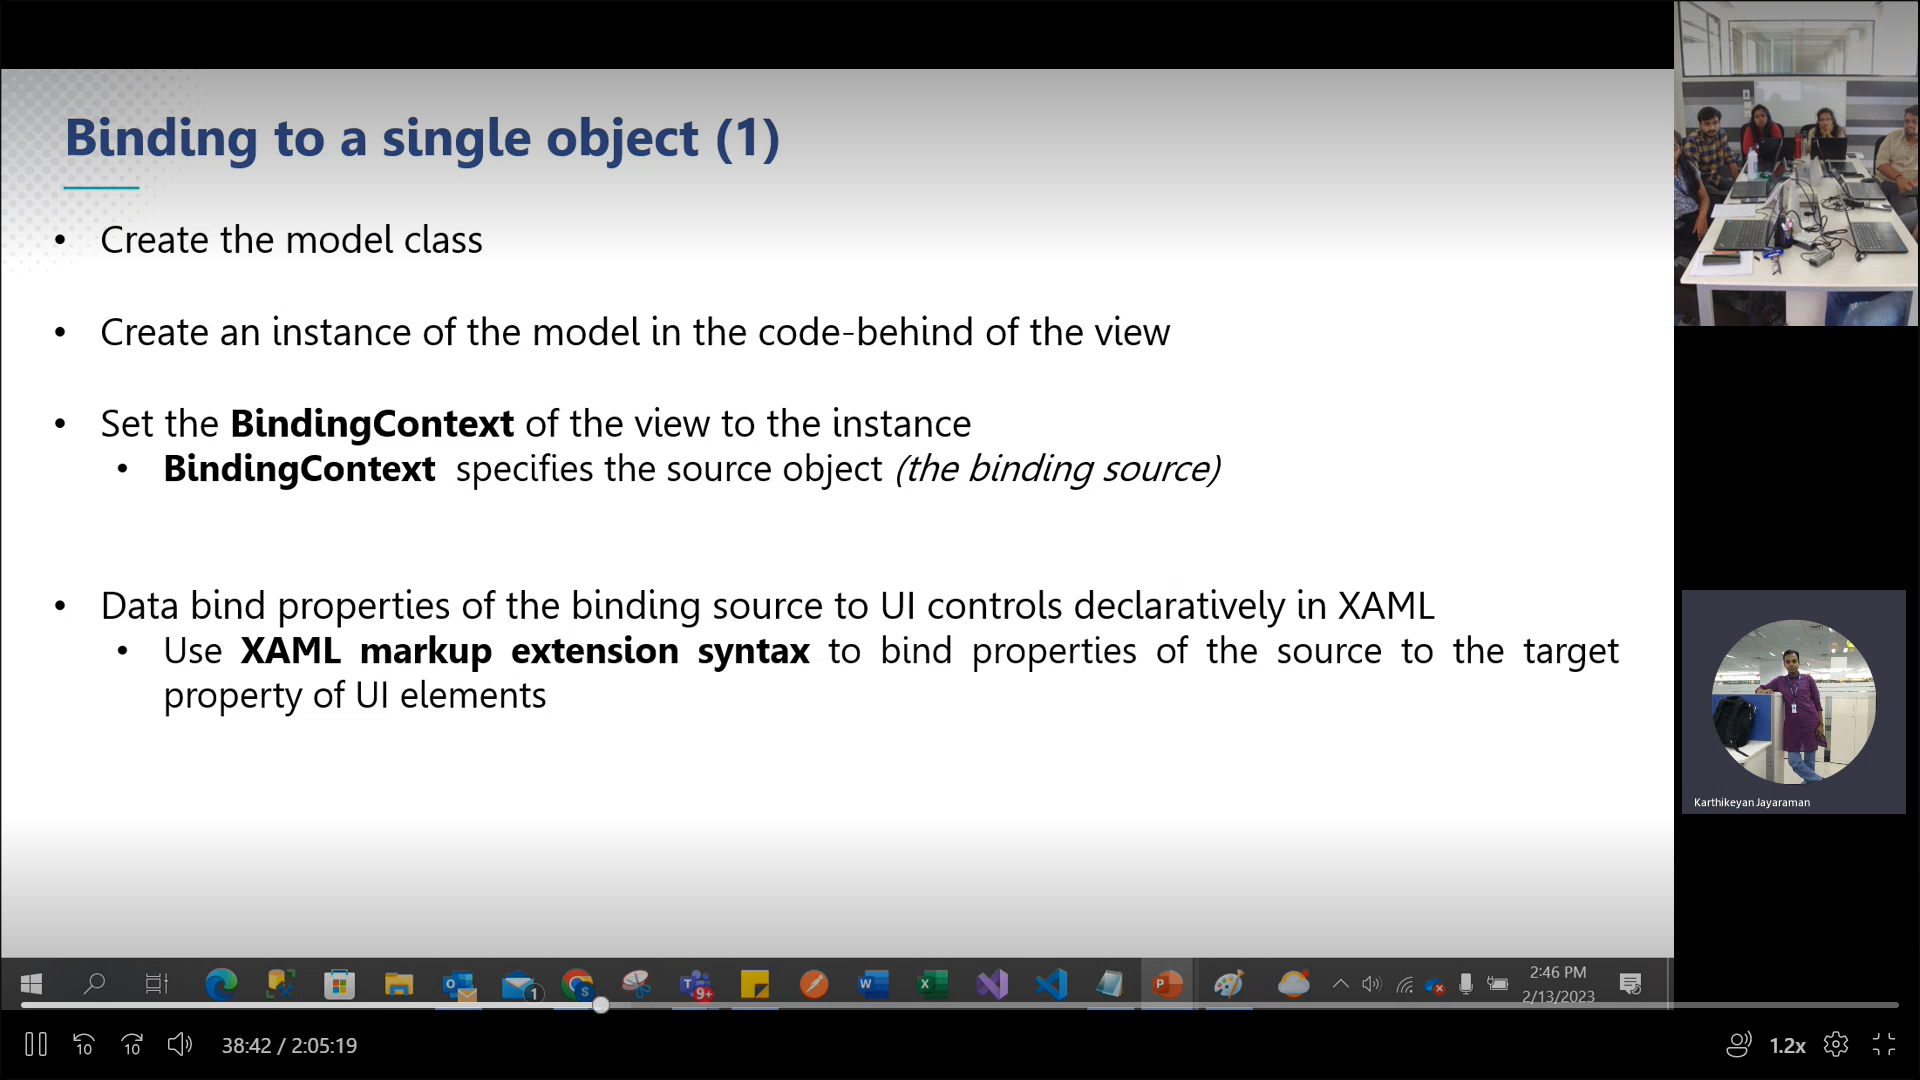 Binding to a single object (1)
• Create the model class
• Create an instance of the model in the code-behind of the view
• Set the BindingContext of the view to the instance
• BindingContext specifies the source object (the binding source)
• Data bind properties of the binding source to UI controls declaratively in XAML
• Use XAML markup extension syntax to bind properties of the source to the target
property of UI elements
Karthikeyan Jayaraman
1
S
9+
2:46 PM
2/13/2023
10
10
38:42 / 2:05:19
1.2x